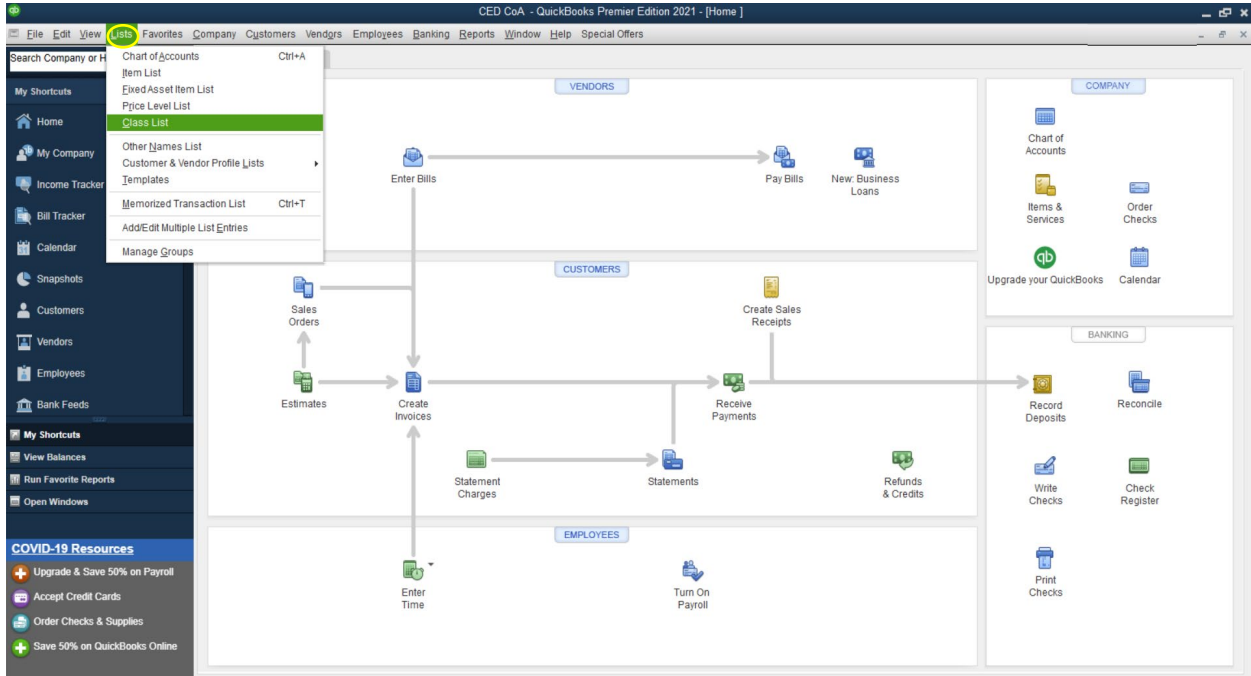 qb
CED CoA - QuickBooks Premier Edition 2021 - [Home ]
File Edit View Lists Favorites Company Customers Vendors Employees Banking Reports Window Help Special Offers
Search Company or H
Chart of Accounts Ctrl+A
Item List
Fixed Asset Item List
Price Level List
Class List
Other Names List
Customer & Vendor Profile Lists
Templates
Memorized Transaction List Ctrl+T
Add/Edit Multiple List Entries
Manage Groups
My Shortcuts
Home
My Company
Income Tracker
Bill Tracker
Calendar
Snapshots
Customers
Vendors
Employees
Bank Feeds
My Shortcuts
View Balances
Run Favorite Reports
Open Windows
COVID-19 Resources
Upgrade & Save 50% on Payroll
Accept Credit Cards
Order Checks & Supplies
Save 50% on QuickBooks Online
VENDORS
Enter Bills
Pay Bills
New: Business
Loans
CUSTOMERS
Sales
Orders
Create Sales
Receipts
Estimates
Create
Invoices
Receive
Payments
Statement
Charges
Statements
Refunds
& Credits
EMPLOYEES
Enter
Time
Turn On
Payroll
COMPANY
Chart of
Accounts
Items &
Services
Order
Checks
qb
Upgrade your QuickBooks
Calendar
BANKING
Record
Deposits
Reconcile
Write
Checks
Check
Register
Print
Checks